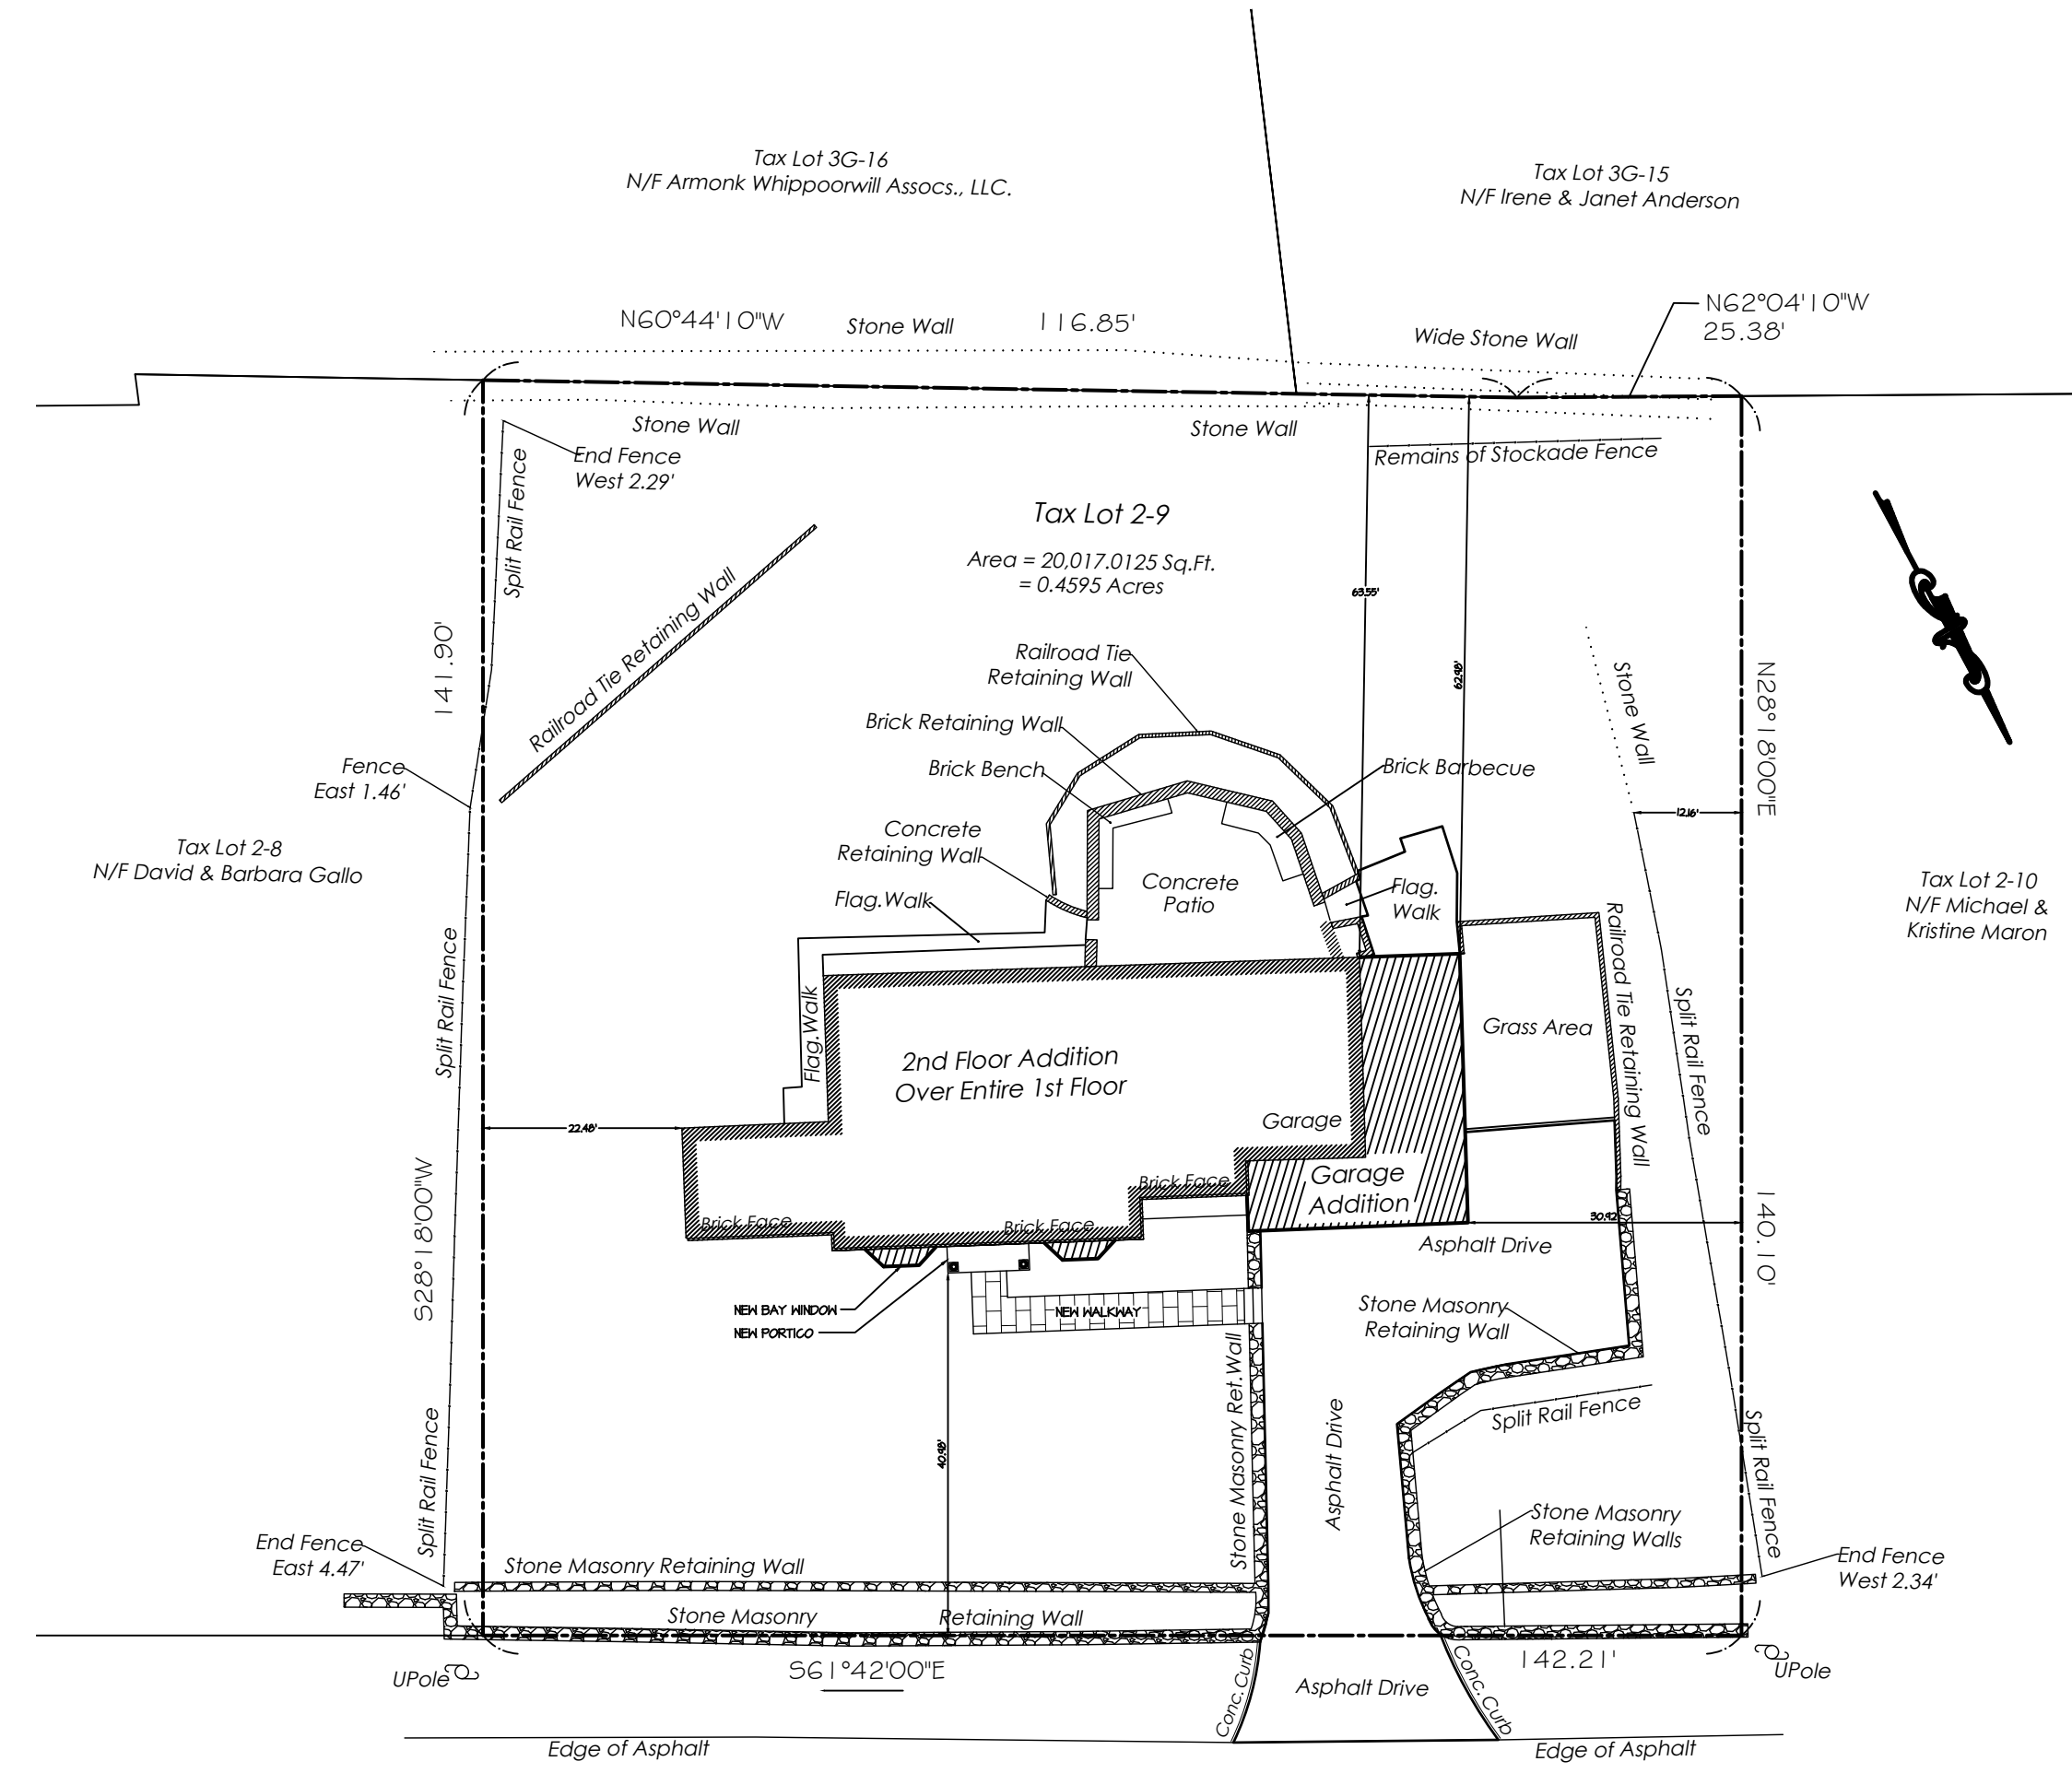 Tax Lot 3G-16
N/F Armonk Whippoorwill Assocs., LLC.
Tax Lot 3G-15
N/F Irene & Janet Anderson
N62°04'10"W
25.38'
N60°44'10"W
Stone Wall
116.85'
Wide Stone Wall
Stone Wall
Stone Wall
End Fence
West 2.29'
Remains of Stockade Fence
Split Rail Fence
Tax Lot 2-9
Area = 20,017.0125 Sq.Ft.
= 0.4595 Acres
63.55'
62.48'
141.90'
Railroad Tie Retaining Wall
Railroad Tie
Retaining Wall
Stone Wall
N28°18'00"E
Brick Retaining Wall
Brick Bench
Brick Barbecue
Fence
East 1.46'
12.16'
Concrete
Retaining Wall
Tax Lot 2-8
N/F David & Barbara Gallo
Flag.Walk
Concrete
Patio
Flag.
Walk
Tax Lot 2-10
N/F Michael &
Kristine Maron
Split Rail Fence
Flag.Walk
Railroad Tie Retaining Wall
Split Rail Fence
Grass Area
2nd Floor Addition
Over Entire 1st Floor
Garage
22.48'
Garage
Addition
Brick Face
Brick Face
Brick Face
30.92'
S28°18'00"W
140.10'
Asphalt Drive
NEW BAY WINDOW
NEW PORTICO
NEW WALKWAY
Stone Masonry
Retaining Wall
Stone Masonry Ret.Wall
Asphalt Drive
Split Rail Fence
40.98'
Split Rail Fence
Split Rail Fence
Stone Masonry
Retaining Walls
End Fence
East 4.47'
End Fence
West 2.34'
Stone Masonry Retaining Wall
Stone Masonry
Retaining Wall
S61°42'00"E
142.21'
UPole
UPole
Conc. Curb
Asphalt Drive
Conc. Curb
Edge of Asphalt
Edge of Asphalt